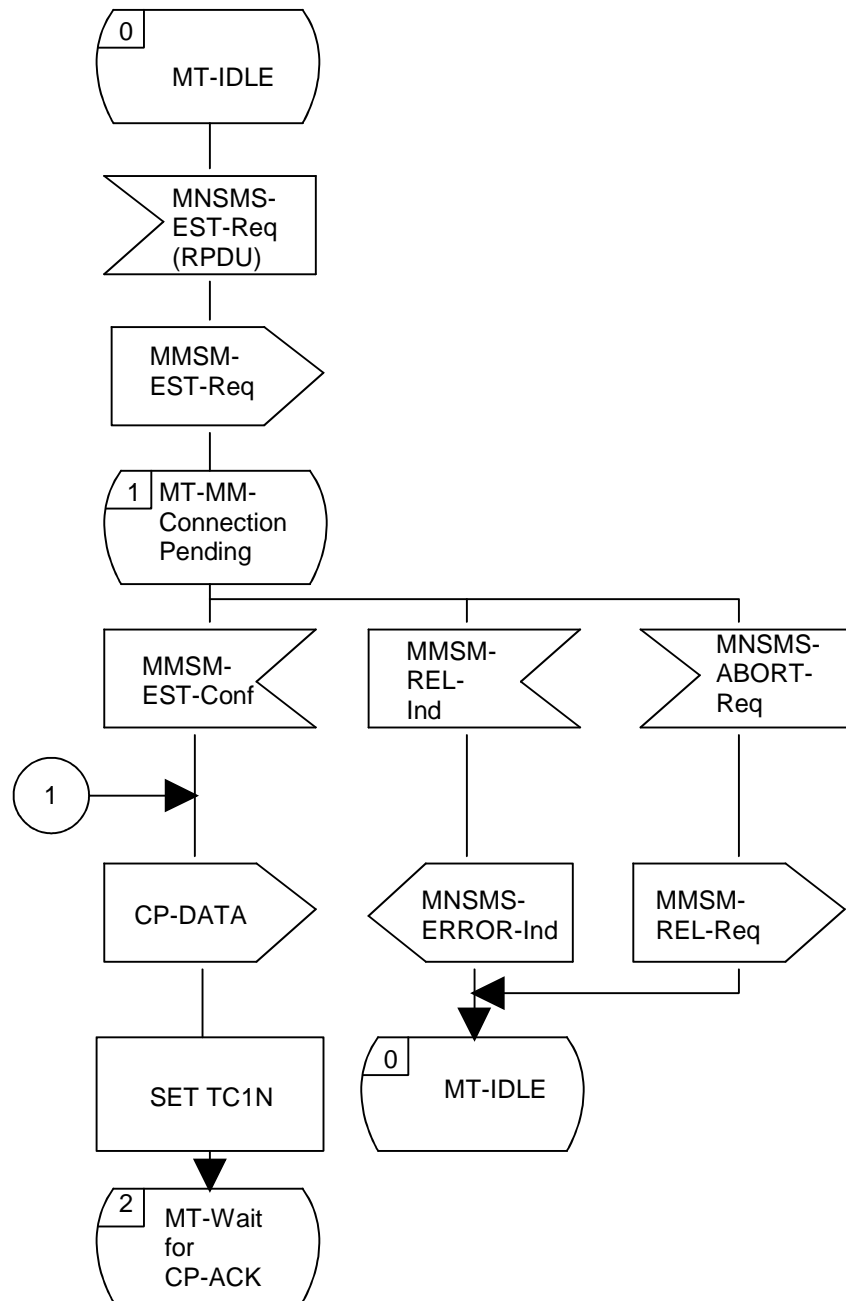 0
MT-IDLE
MNSMS-
EST-Req
(RPDU)
MMSM-
EST-Req
1
MT-MM-
Connection
Pending
MMSM-
EST-Conf
MMSM-
REL-
Ind
MNSMS-
ABORT-
Req
1
CP-DATA
MNSMS-
ERROR-Ind
MMSM-
REL-Req
SET TC1N
0
MT-IDLE
2
MT-Wait
for
CP-ACK